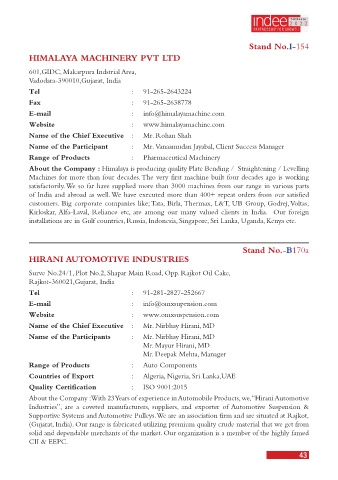 indee
Stand No.I-154
HIMALAYA MACHINERY PVT LTD
601,GIDC, Makarpura Indstrial Area,
Vadodara-390010,Gujarat, India
Tel : 91-265-2643224
Fax : 91-265-2638778
E-mail : info@himalayamachine.com
Website : www.himalayamachine.com
Name of the Chief Executive : Mr. Rohan Shah
Name of the Participant : Mr. Vanamudan Jayabal, Client Success Manager
Range of Products : Pharmaceutical Machinery
About the Company : Himalaya is producing quality Plate Bending / Straightening / Levelling
Machines for more than four decades. The very first machine built four decades ago is working
satisfactorily. We so far have supplied more than 3000 machines from our range in various parts
of India and abroad as well. We have executed more than 400+ repeat orders from our satisfied
customers. Big corporate companies like; Tata, Birla, Thermax, L&T, UB Group, Godrej, Voltas,
Kirloskar, Alfa-Laval, Reliance etc, are among our many valued clients in India. Our foreign
installations are in Gulf countries, Russia, Indonesia, Singapore, Sri Lanka, Uganda, Kenya etc.
Stand No.-B170a
HIRANI AUTOMOTIVE INDUSTRIES
Surve No.24/1, Plot No.2, Shapar Main Road, Opp. Rajkot Oil Cake,
Rajkot-360021,Gujarat, India
Tel : 91-281-2827-252667
E-mail : info@omxsuspension.com
Website : www.omxsuspension.com
Name of the Chief Executive : Mr. Nirbhay Hirani, MD
Name of the Participants : Mr. Nirbhay Hirani, MD
Mr. Mayur Hirani, MD
Mr. Deepak Mehta, Manager
Range of Products : Auto Components
Countries of Export : Algeria, Nigeria, Sri Lanka,UAE
Quality Certification : ISO 9001:2015
About the Company :With 23Years of experience in Automobile Products, we, "Hirani Automotive
Industries", are a coveted manufacturers, suppliers, and exporter of Automotive Suspension &
Supportive Systems and Automotive Pulleys. We are an association firm and are situated at Rajkot,
(Gujarat, India). Our range is fabricated utilizing premium quality crude material that we get from
solid and dependable merchants of the market. Our organization is a member of the highly famed
CII & EEPC.
43